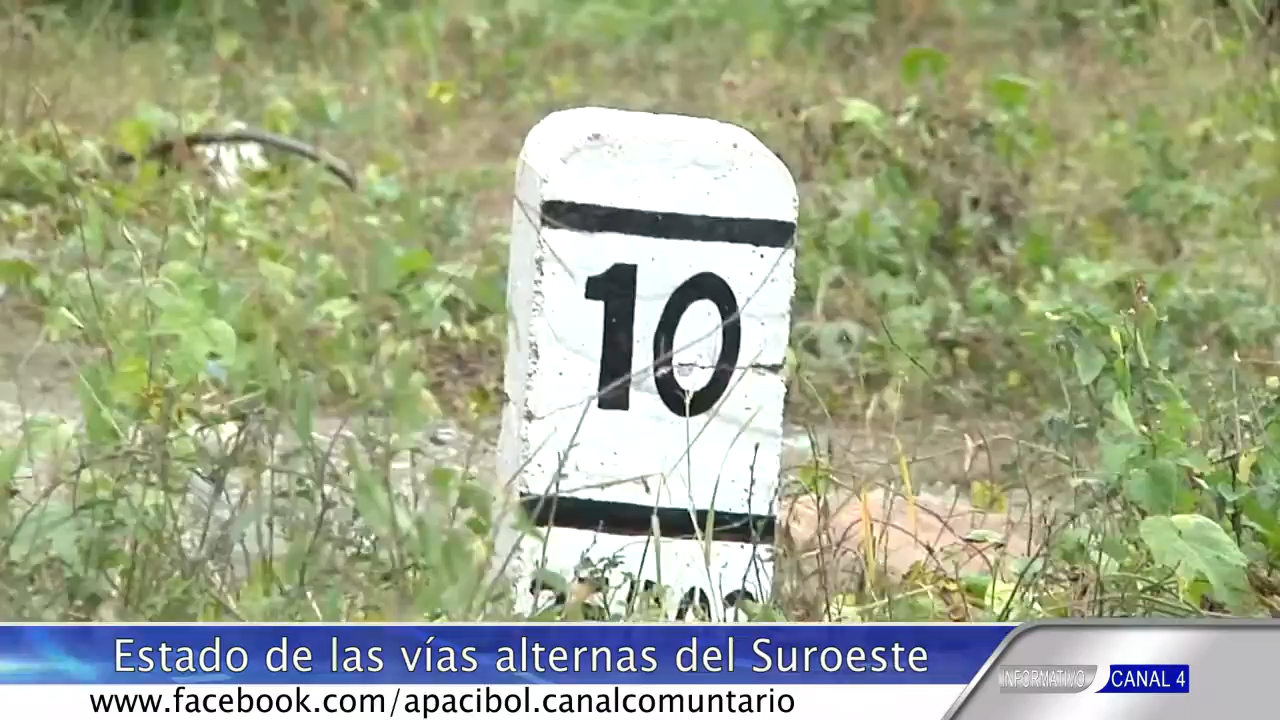 10
Estado de las vías alternas del Suroeste
www.facebook.com/apacibol.canalcomuntario
INFORMATIVO CANAL 4